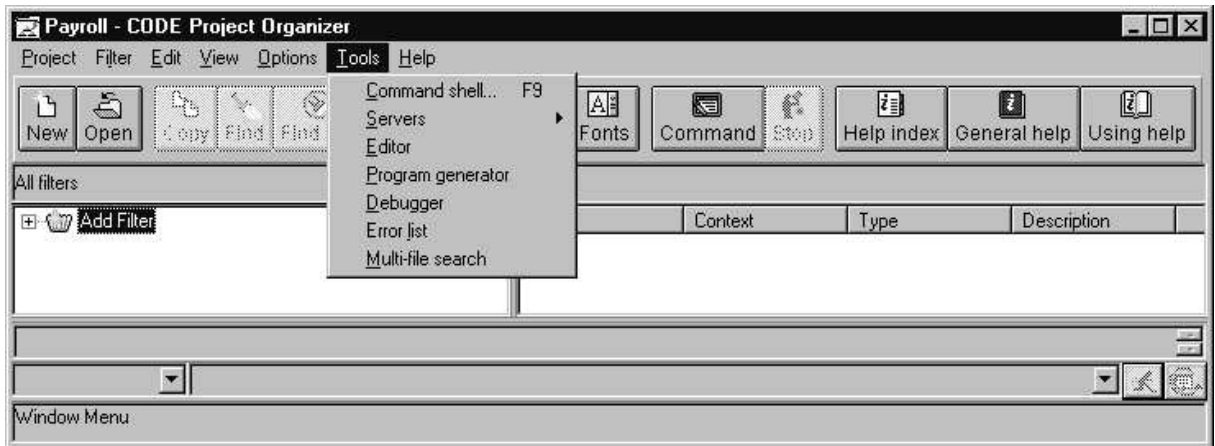 Payroll - CODE Project Organizer
Project Filter Edit View Options Tools Help
Command shell... F9
Servers
Editor
Program generator
Debugger
Error list
Multi-file search
New Open Copy Find Find Fonts Command Stop Help index General help Using help
All filters
Add Filter
Context Type Description
Window Menu